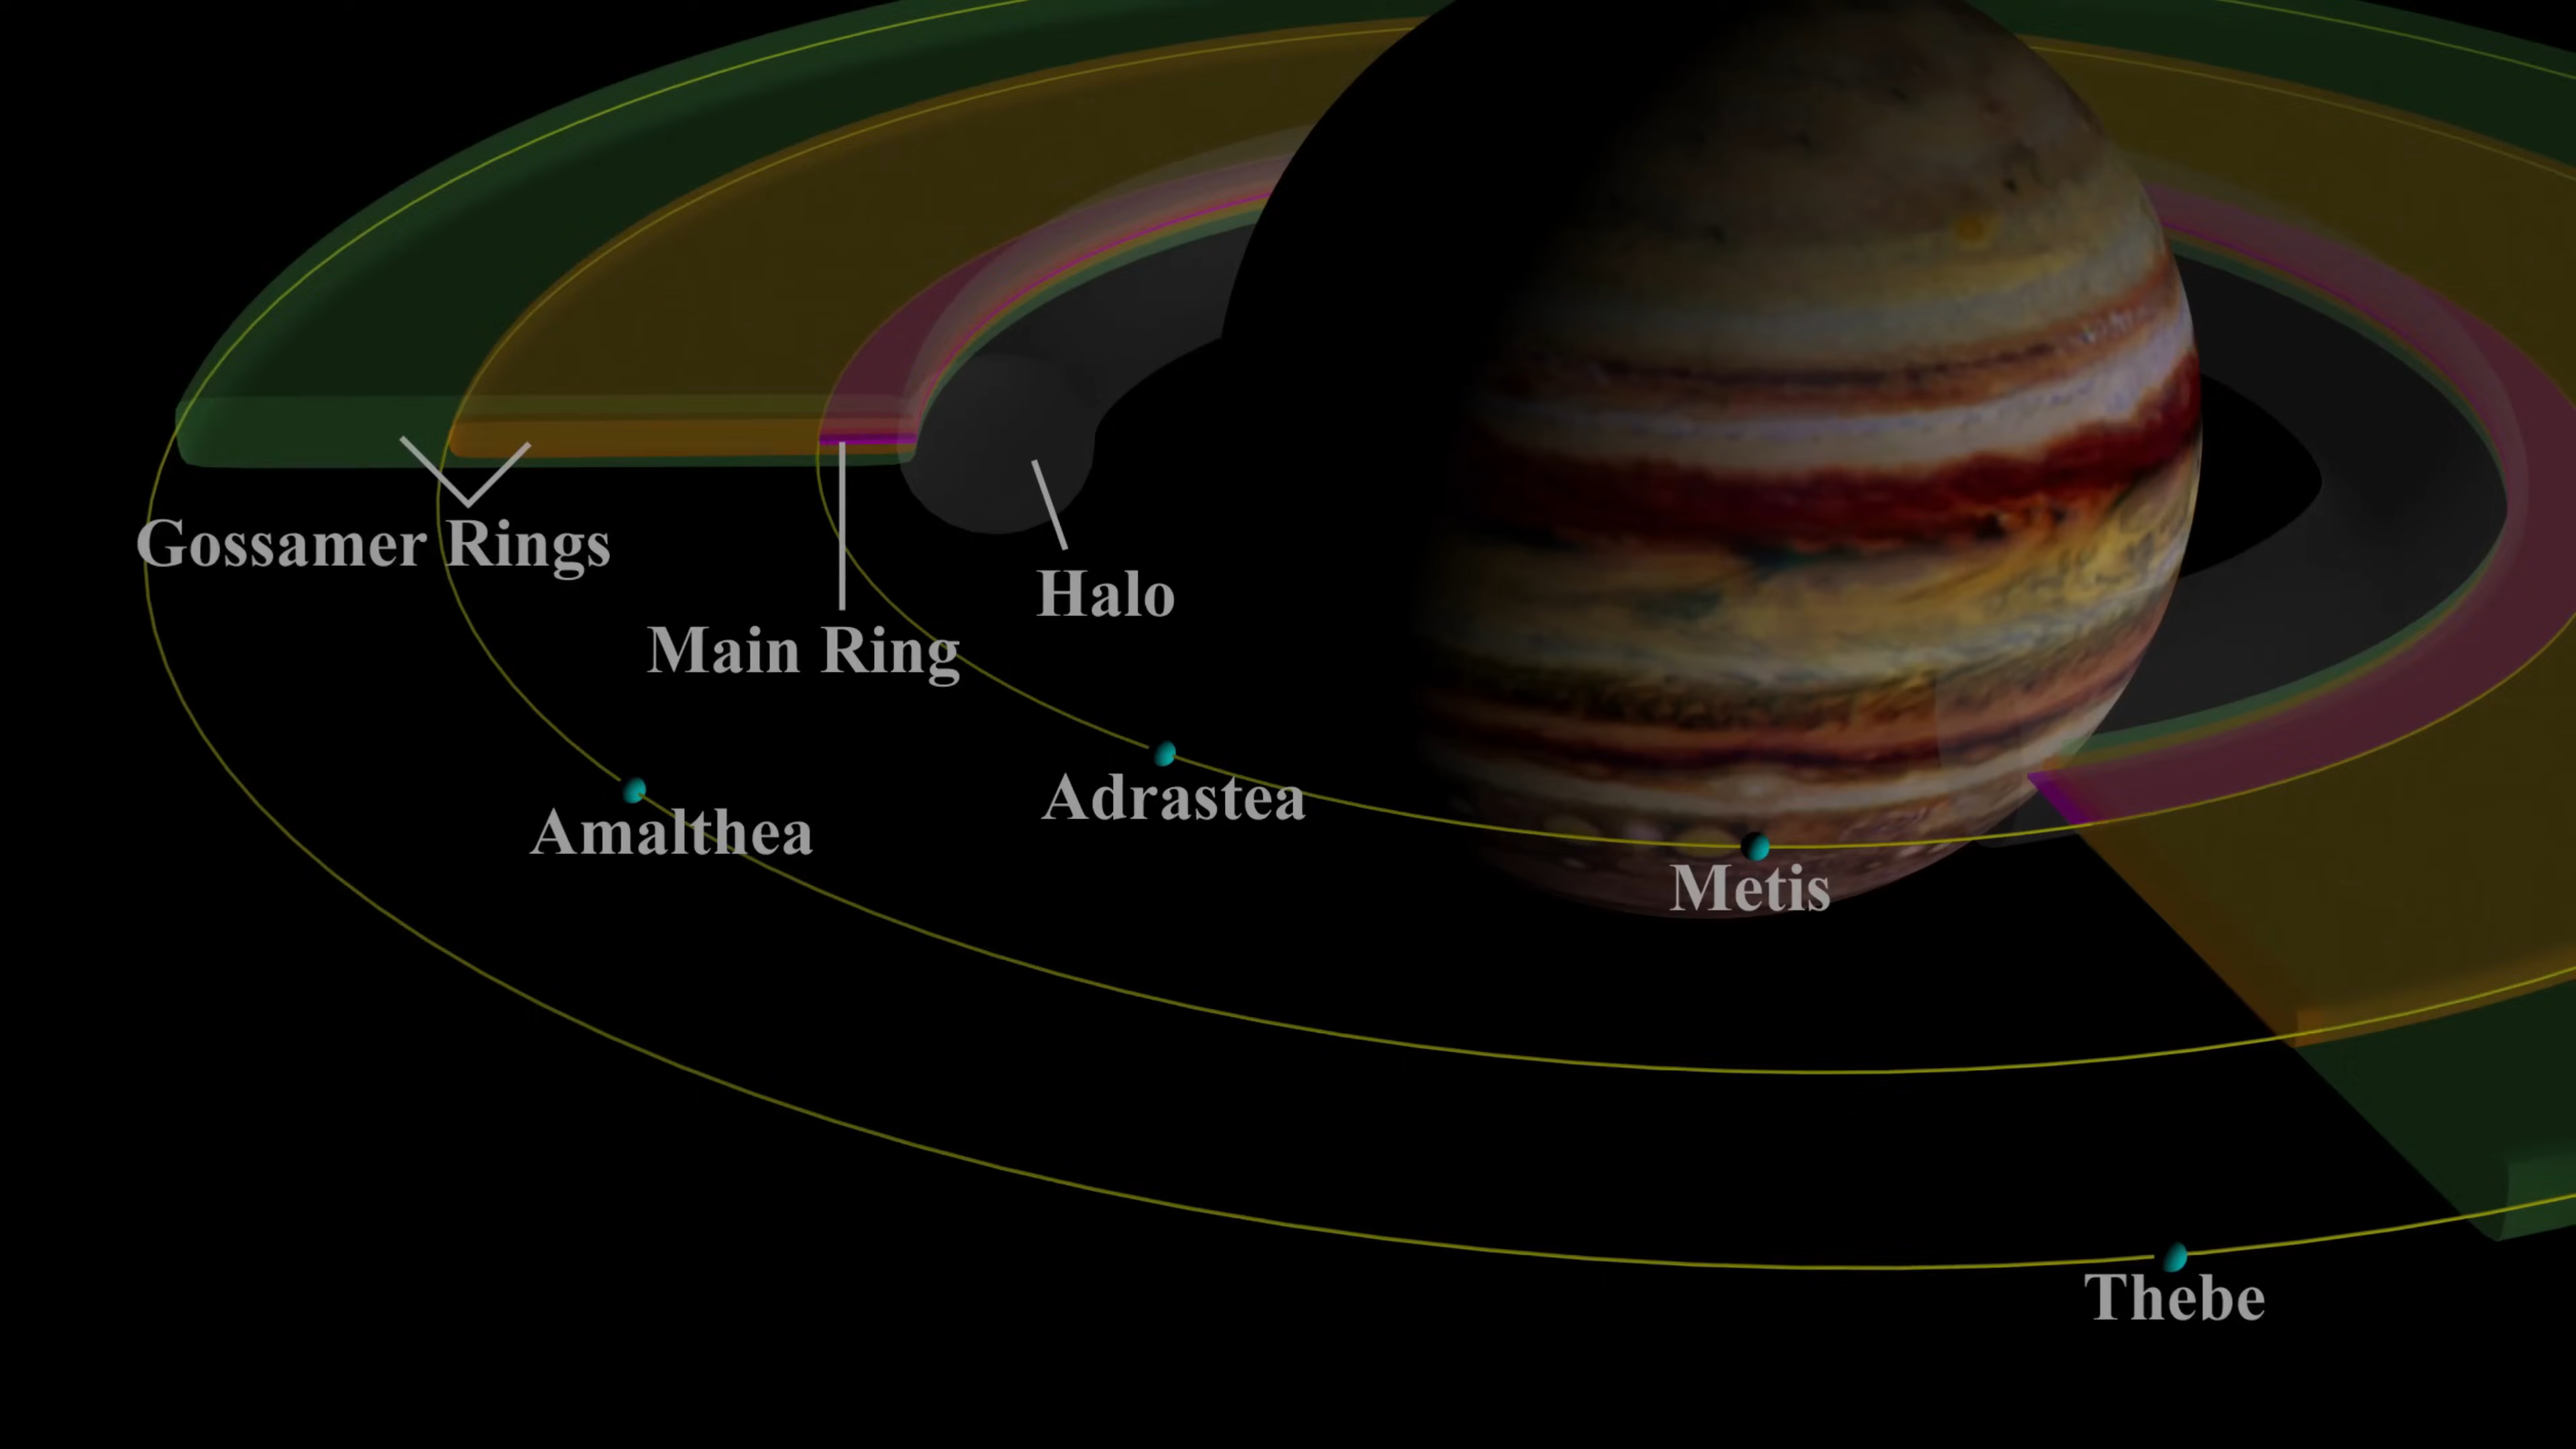 Gossamer Rings
Halo
Main Ring
Adrastea
Amalthea
Metis
Thebe